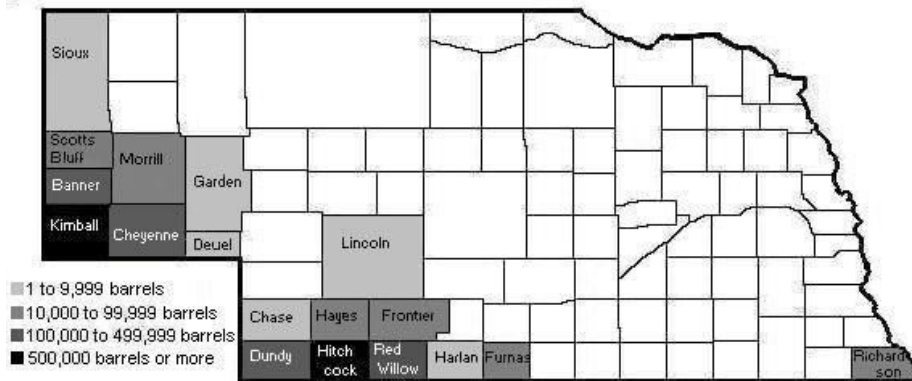 Sioux
Scotts
Bluff
Morrill
Banner
Garden
Kimball
Cheyenne
Deuel
Lincoln
1 to 9,999 barrels
10,000 to 99,999 barrels
100,000 to 499,999 barrels
500,000 barrels or more
Chase
Hayes
Frontier
Dundy
Hitch
cock
Red
Willow
Harlan
Furnas
Richard-
son